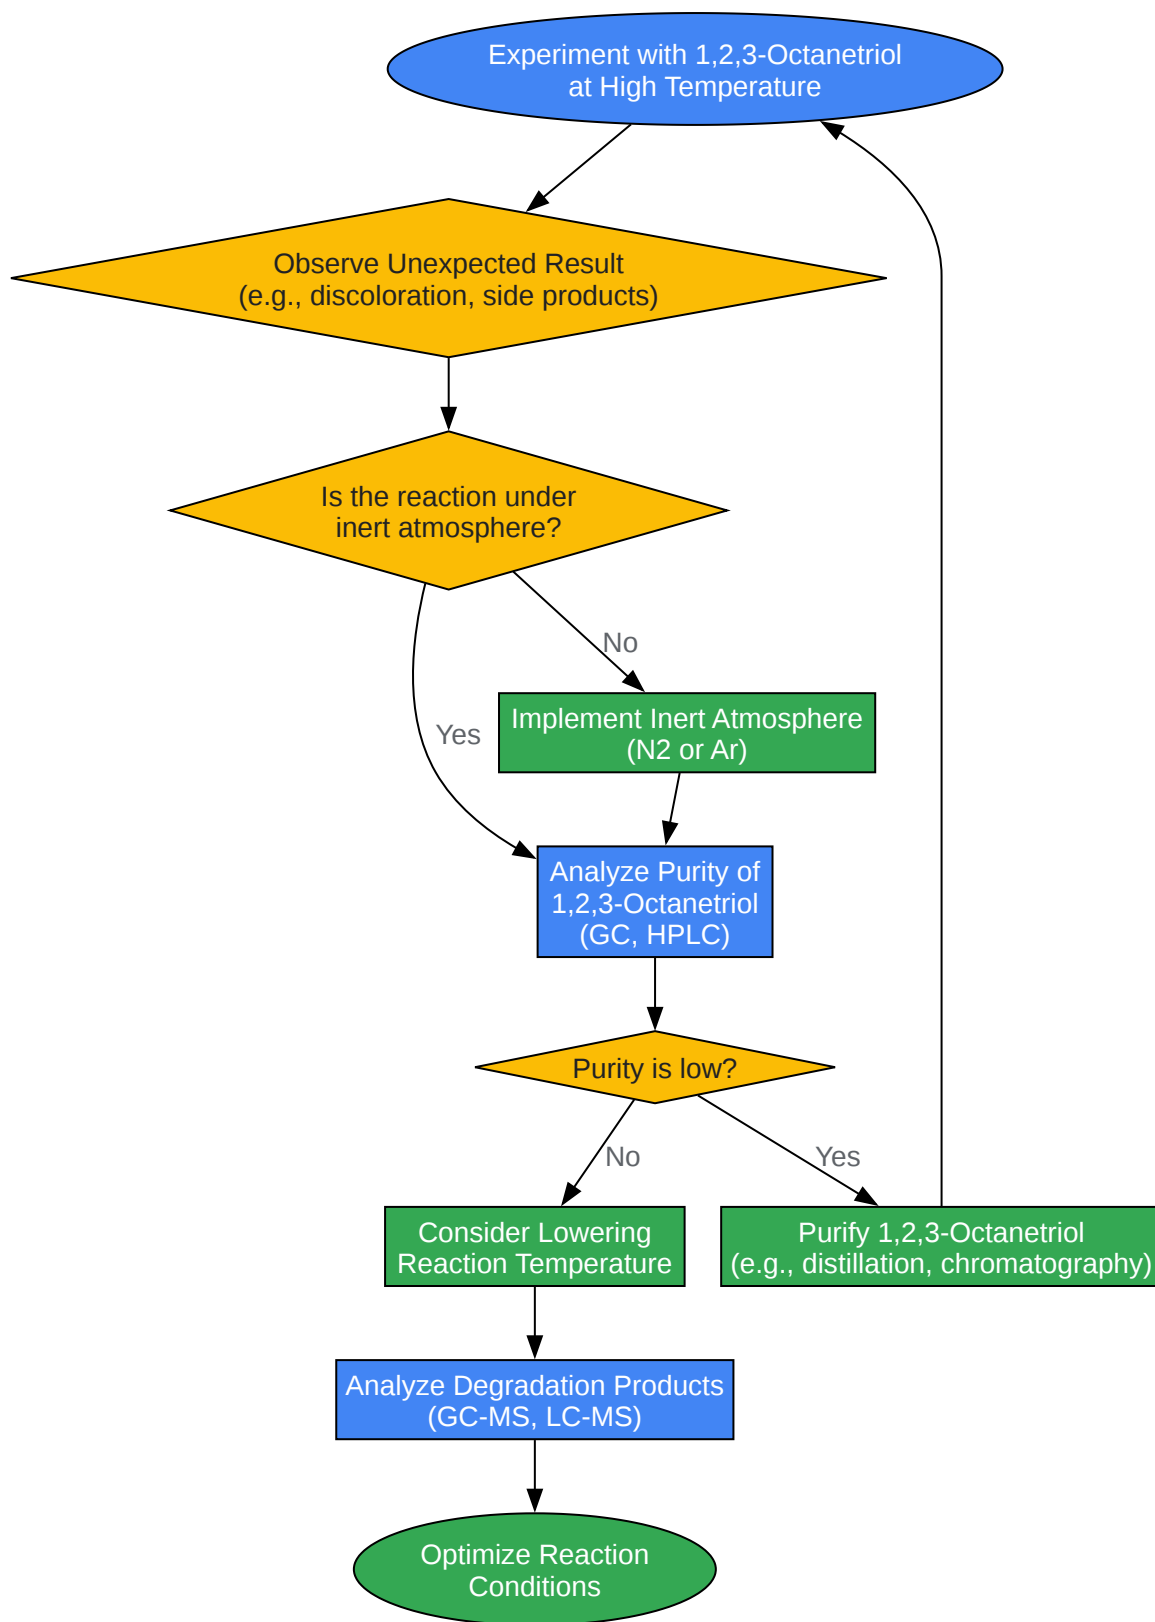 Experiment with 1,2,3-Octanetriol
at High Temperature
Observe Unexpected Result
(e.g., discoloration, side products)
Is the reaction under
inert atmosphere?
No
Implement Inert Atmosphere
(N2 or Ar)
Yes
Analyze Purity of
1,2,3-Octanetriol
(GC, HPLC)
Purity is low?
No
Yes
Consider Lowering
Reaction Temperature
Purify 1,2,3-Octanetriol
(e.g., distillation, chromatography)
Analyze Degradation Products
(GC-MS, LC-MS)
Optimize Reaction
Conditions